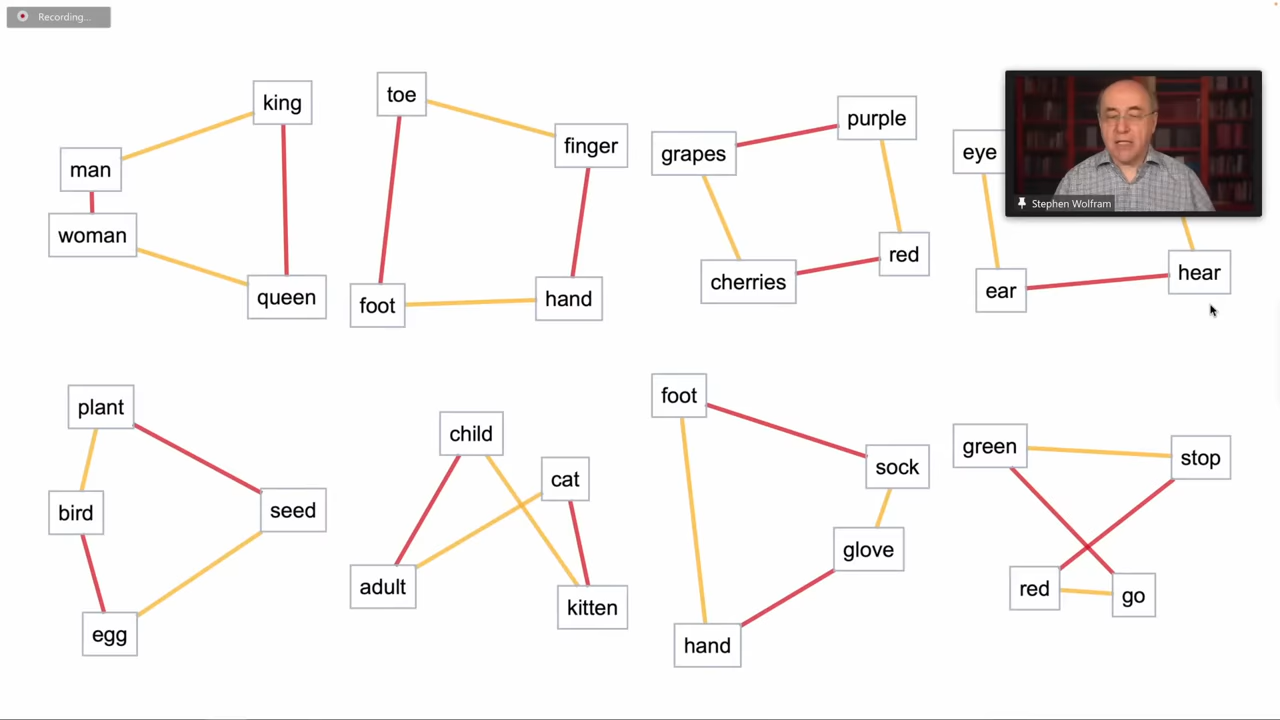 Recording...
king
man
woman
queen
toe
finger
foot
hand
grapes
purple
cherries
red
eye
ear
hear
Stephen Wolfram
plant
bird
seed
egg
child
cat
adult
kitten
foot
sock
glove
hand
green
stop
red
go